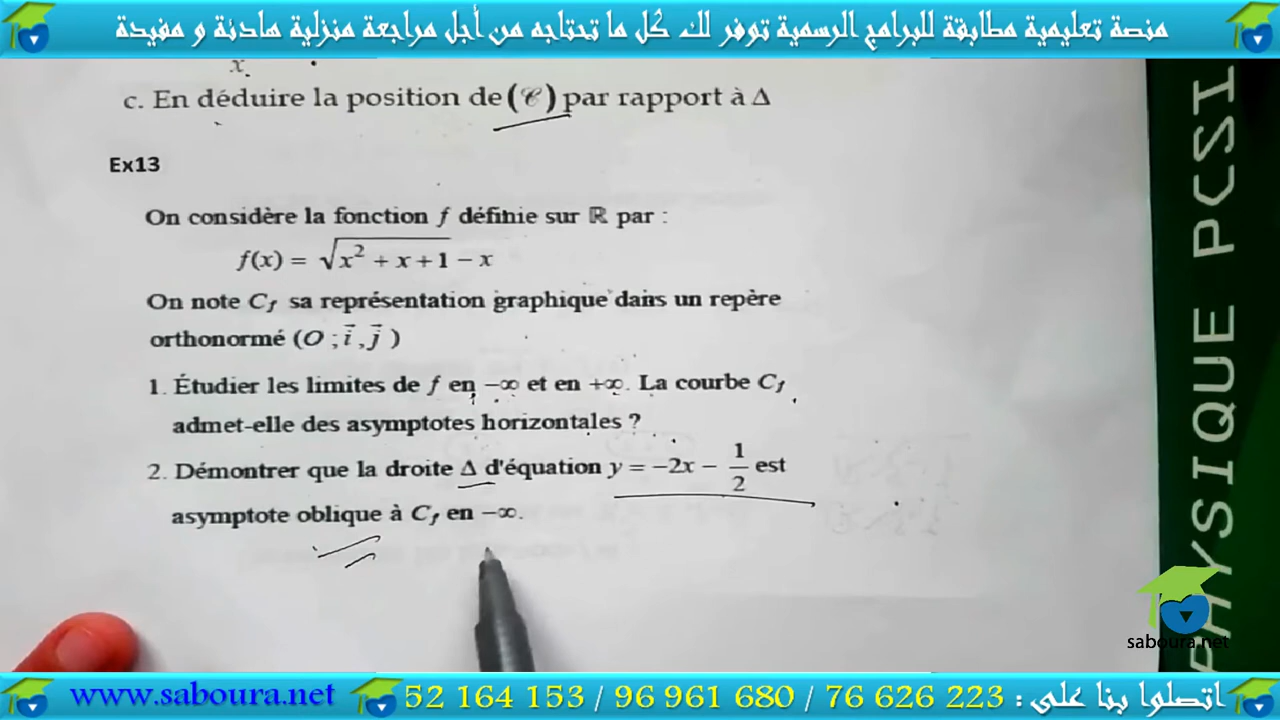 منصة تعليمية مطابقة للبرامج الرسمية توفر لك كل ما تحتاجه من أجل مراجعة منزلية هادئة و مفيدة
x
c. En déduire la position de (𝒞) par rapport à Δ
Ex13
On considère la fonction f définie sur ℝ par :
f(x) = √(x² + x + 1) − x
On note C_f sa représentation graphique dans un repère
orthonormé (O ; i⃗ , j⃗ )
1. Étudier les limites de f en −∞ et en +∞. La courbe C_f
admet-elle des asymptotes horizontales ?
2. Démontrer que la droite Δ d'équation y = −2x − 1/2 est
asymptote oblique à C_f en −∞.
PHYSIQUE PCSI
saboura.net
www.saboura.net
اتصلوا بنا على : 223 626 76 / 680 961 96 / 153 164 52